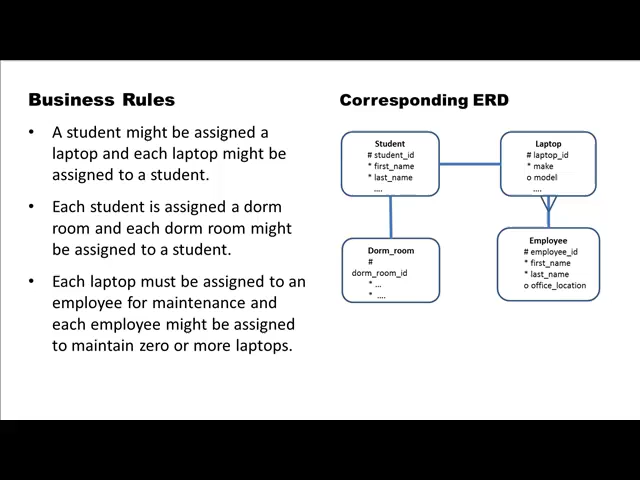 Business Rules
• A student might be assigned a
laptop and each laptop might be
assigned to a student.
• Each student is assigned a dorm
room and each dorm room might
be assigned to a student.
• Each laptop must be assigned to an
employee for maintenance and
each employee might be assigned
to maintain zero or more laptops.
Corresponding ERD
Student
# student_id
* first_name
* last_name
....
Laptop
# laptop_id
* make
o model
....
Dorm_room
#
dorm_room_id
* ...
* ....
Employee
# employee_id
* first_name
* last_name
o office_location